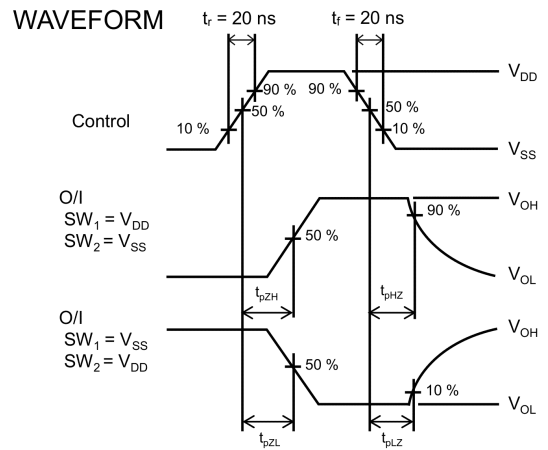 WAVEFORM
tr = 20 ns
tf = 20 ns
90 %
90 %
VDD
50 %
50 %
Control
10 %
10 %
VSS
O/I
SW1 = VDD
SW2 = VSS
VOH
90 %
50 %
VOL
tpZH
tpHZ
O/I
SW1 = VSS
SW2 = VDD
VOH
50 %
10 %
VOL
tpZL
tpLZ